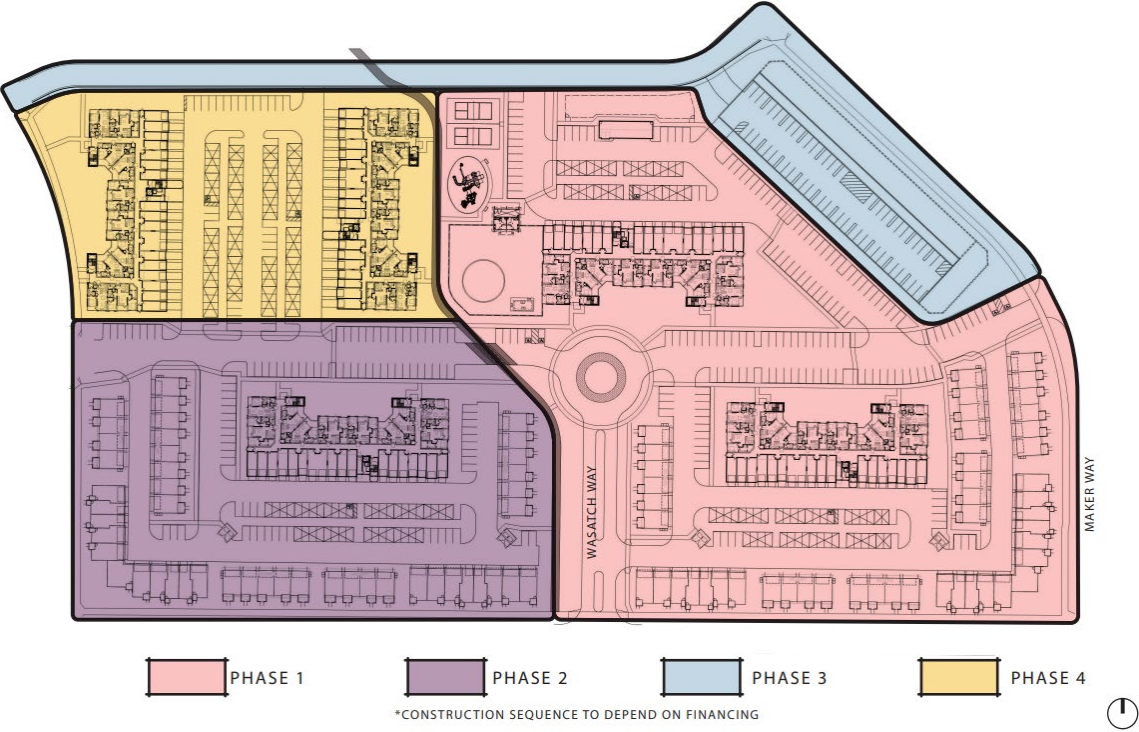 WASATCH WAY
MAKER WAY
PHASE 1
PHASE 2
PHASE 3
PHASE 4
*CONSTRUCTION SEQUENCE TO DEPEND ON FINANCING